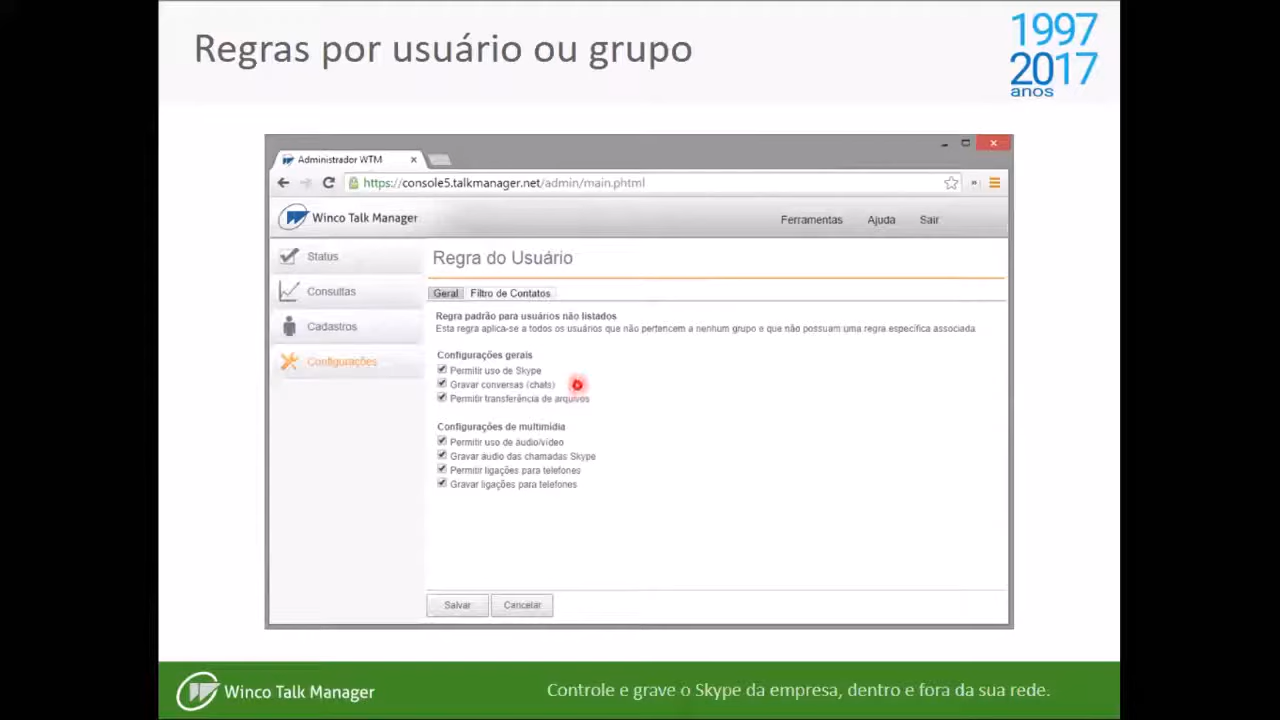 Regras por usuário ou grupo
1997
2017
anos
Administrador WTM
https://console5.talkmanager.net/admin/main.phtml
Winco Talk Manager
Ferramentas Ajuda Sair
Status
Consultas
Cadastros
Configurações
Regra do Usuário
Geral Filtro de Contatos
Regra padrão para usuários não listados
Esta regra aplica-se a todos os usuários que não pertencem a nenhum grupo e que não possuam uma regra específica associada
Configurações gerais
Permitir uso de Skype
Gravar conversas (chats)
Permitir transferência de arquivos
Configurações de multimídia
Permitir uso de áudio/vídeo
Gravar áudio das chamadas Skype
Permitir ligações para telefones
Gravar ligações para telefones
Salvar Cancelar
Winco Talk Manager
Controle e grave o Skype da empresa, dentro e fora da sua rede.